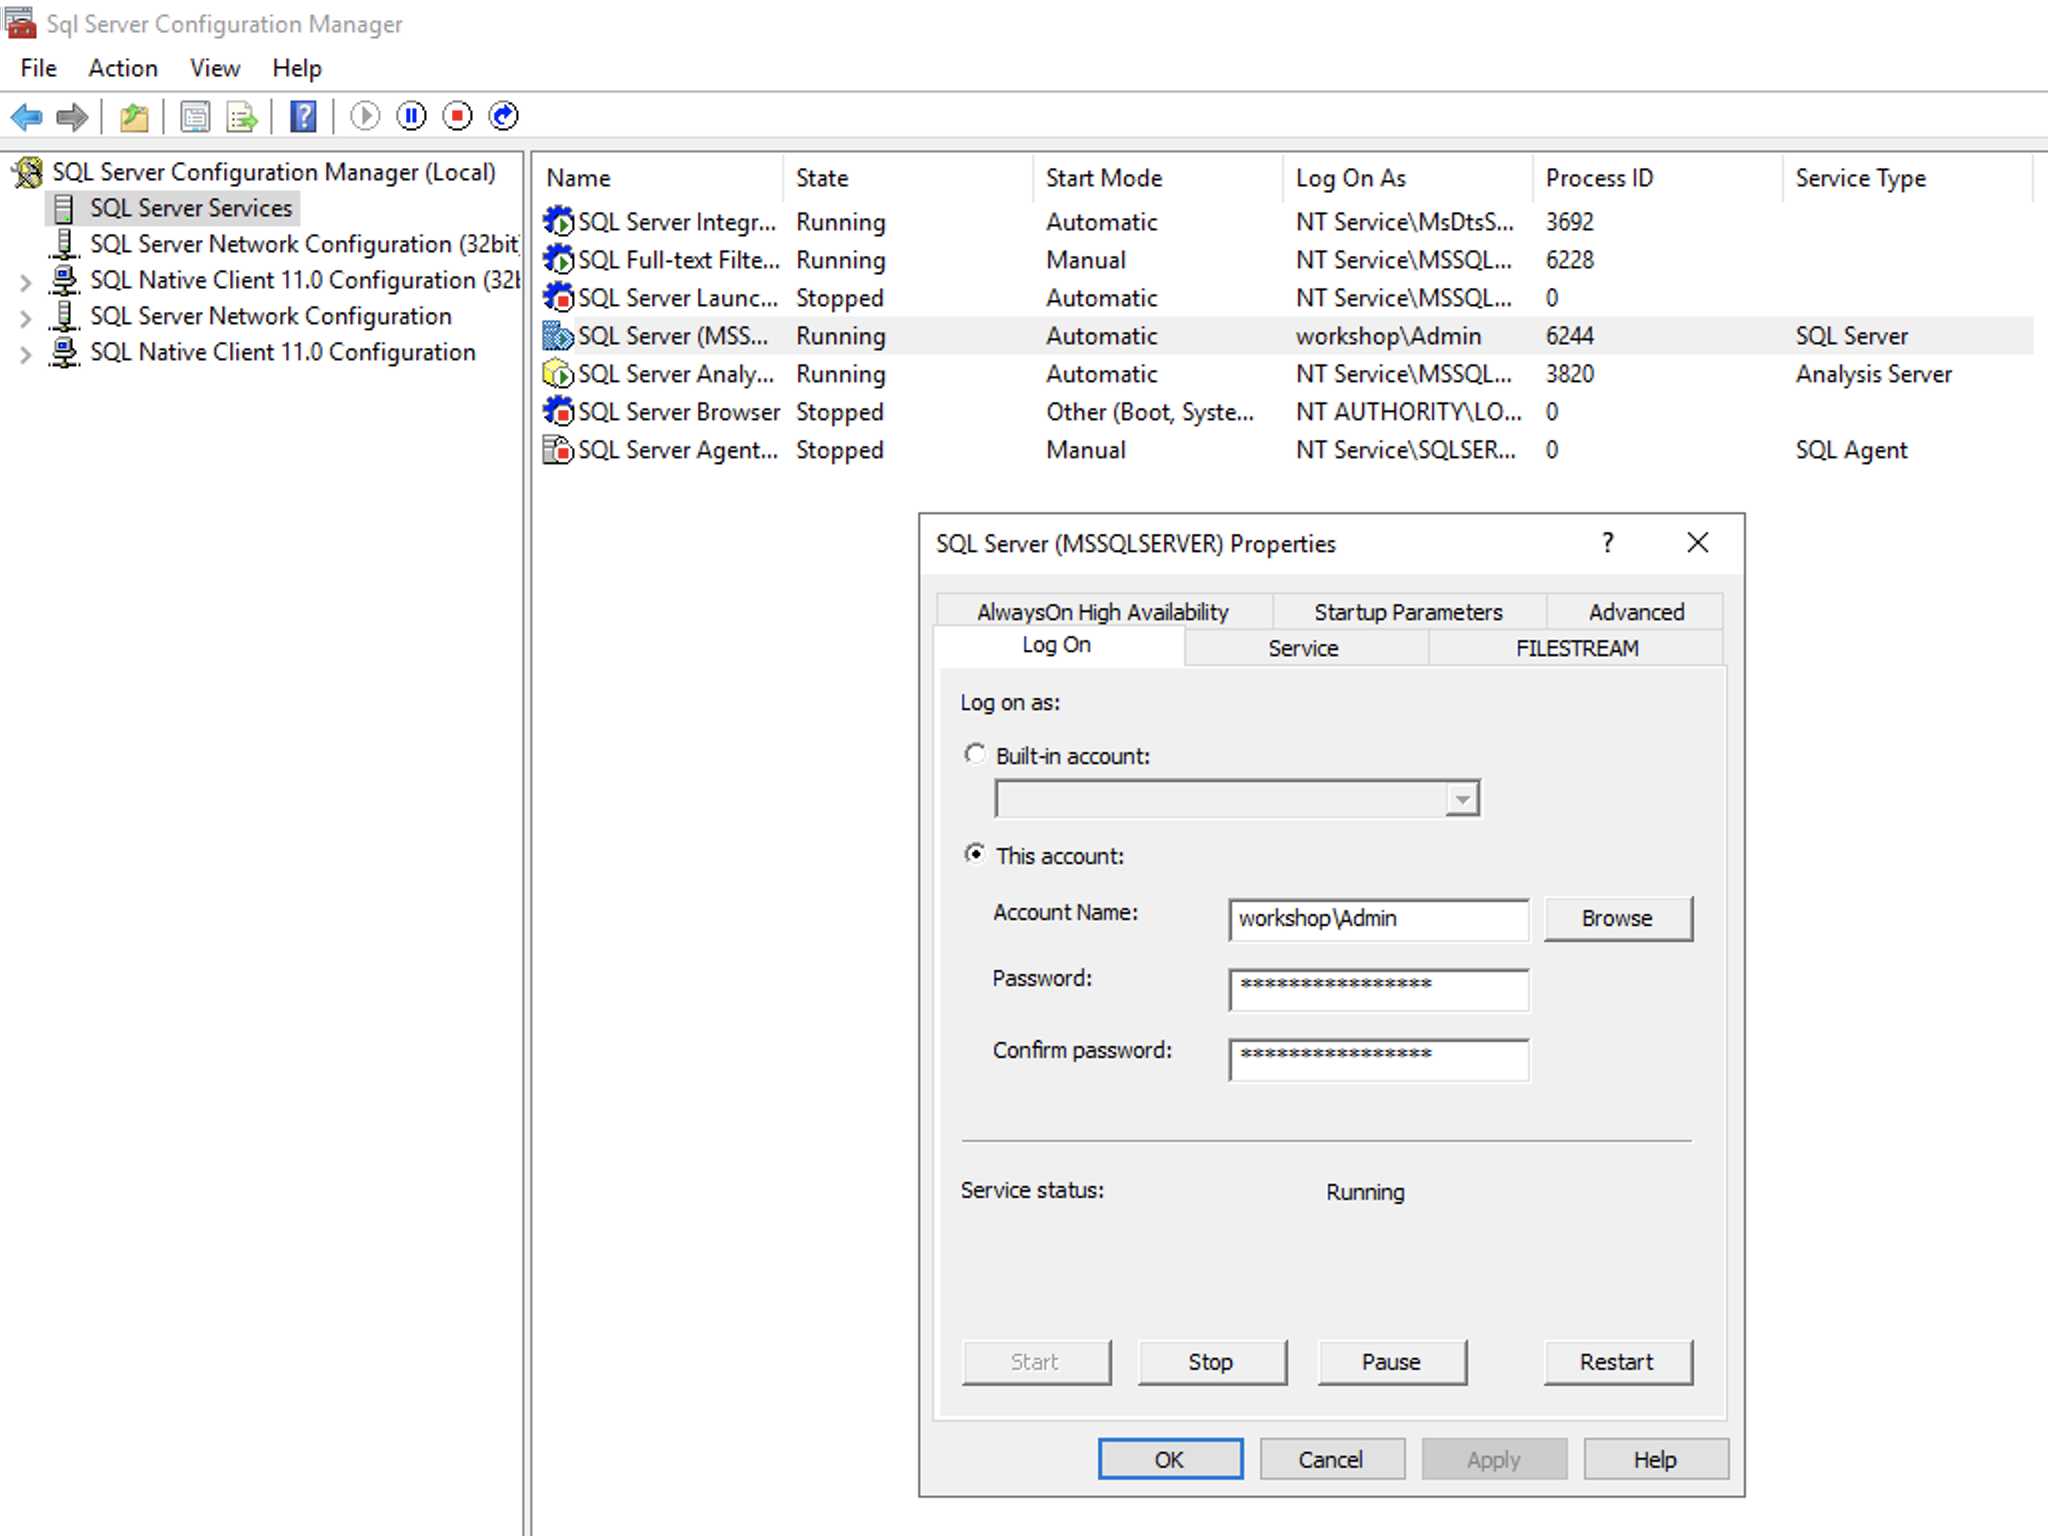 Sql Server Configuration Manager
File Action View Help
SQL Server Configuration Manager (Local)
SQL Server Services
SQL Server Network Configuration (32bit
SQL Native Client 11.0 Configuration (32b
SQL Server Network Configuration
SQL Native Client 11.0 Configuration
Name State Start Mode Log On As Process ID Service Type
SQL Server Integr... Running Automatic NT Service\MsDtsS... 3692
SQL Full-text Filte... Running Manual NT Service\MSSQL... 6228
SQL Server Launc... Stopped Automatic NT Service\MSSQL... 0
SQL Server (MSS... Running Automatic workshop\Admin 6244 SQL Server
SQL Server Analy... Running Automatic NT Service\MSSQL... 3820 Analysis Server
SQL Server Browser Stopped Other (Boot, Syste... NT AUTHORITY\LO... 0
SQL Server Agent... Stopped Manual NT Service\SQLSER... 0 SQL Agent
SQL Server (MSSQLSERVER) Properties ?
AlwaysOn High Availability Startup Parameters Advanced
Log On Service FILESTREAM
Log on as:
Built-in account:
This account:
Account Name: workshop\Admin Browse
Password: ****************
Confirm password: ****************
Service status: Running
Start Stop Pause Restart
OK Cancel Apply Help